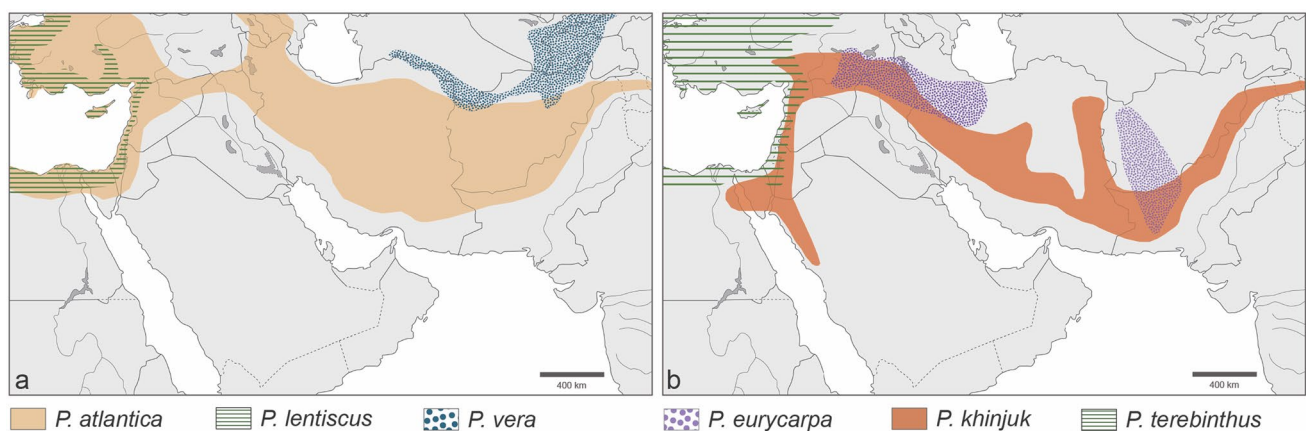 a
400 km
b
400 km
P. atlantica P. lentiscus P. vera P. eurycarpa P. khinjuk P. terebinthus